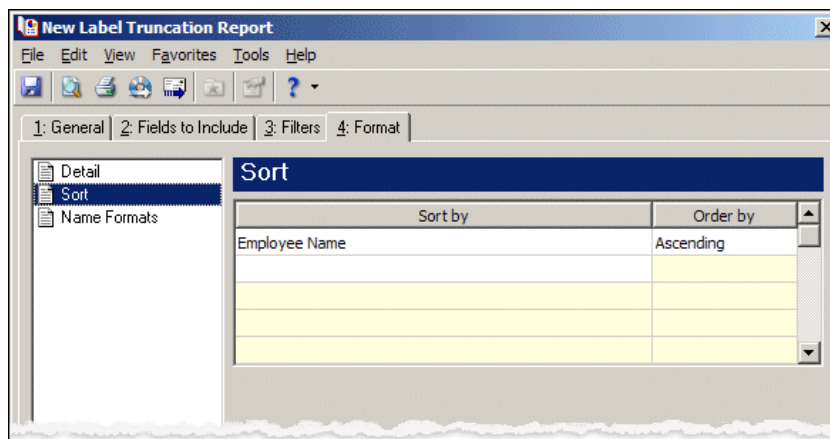 New Label Truncation Report
File Edit View Favorites Tools Help
1: General 2: Fields to Include 3: Filters 4: Format
Detail
Sort
Name Formats
Sort
Sort by Order by
Employee Name Ascending